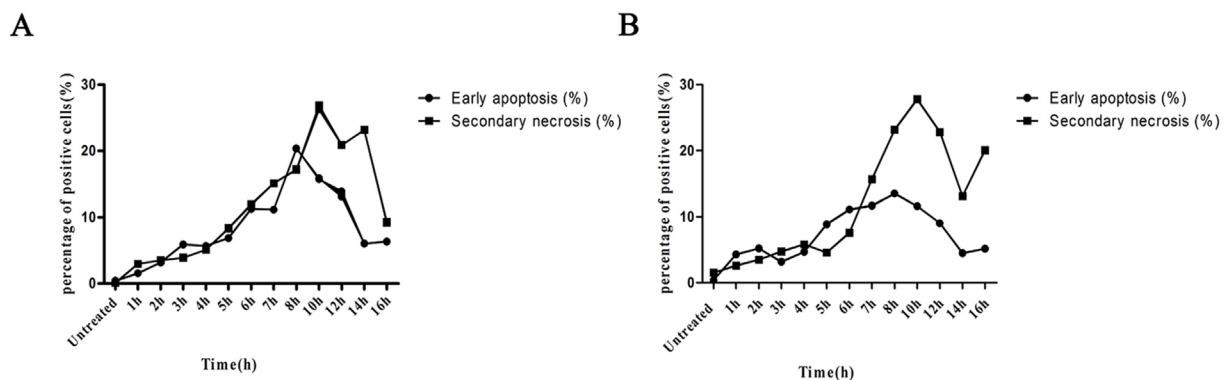 A
percentage of positive cells(%)
30
20
10
0
Untreated
1h
2h
3h
4h
5h
6h
7h
8h
10h
12h
14h
16h
Time(h)
Early apoptosis (%)
Secondary necrosis (%)
B
percentage of positive cells(%)
30
20
10
0
Untreated
1h
2h
3h
4h
5h
6h
7h
8h
10h
12h
14h
16h
Time(h)
Early apoptosis (%)
Secondary necrosis (%)